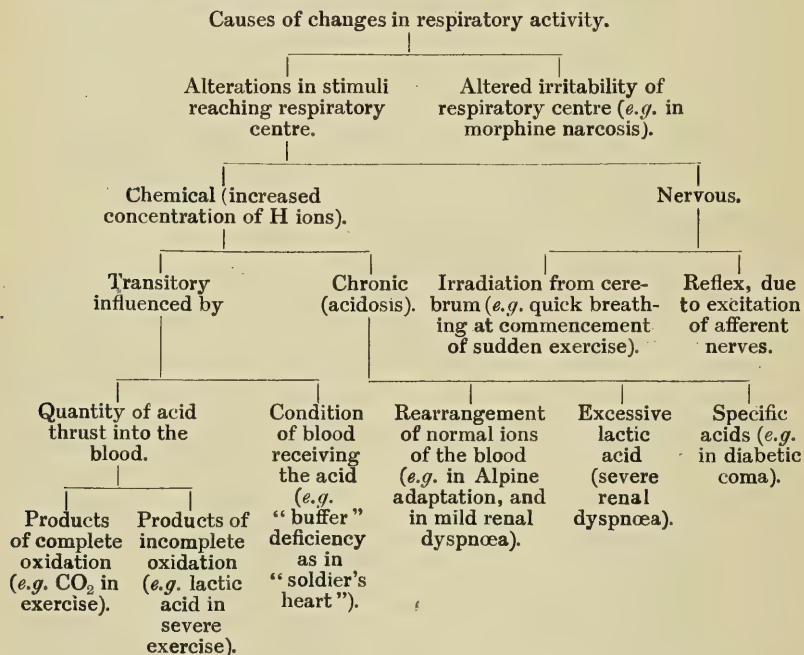 Causes of changes in respiratory activity.
Alterations in stimuli
reaching respiratory
centre.
Altered irritability of
respiratory centre (e.g. in
morphine narcosis).
Chemical (increased
concentration of H ions).
Nervous.
Transitory
influenced by
Chronic
(acidosis).
Irradiation from cere-
brum (e.g. quick breath-
ing at commencement
of sudden exercise).
Reflex, due
to excitation
of afferent
nerves.
Quantity of acid
thrust into the
blood.
Condition
of blood
receiving
the acid
(e.g.
“ buffer ”
deficiency
as in
“ soldier's
heart ”).
Rearrangement
of normal ions
of the blood
(e.g. in Alpine
adaptation, and
in mild renal
dyspnœa).
Excessive
lactic
acid
(severe
renal
dyspnœa).
Specific
acids (e.g.
in diabetic
coma).
Products
of complete
oxidation
(e.g. CO₂ in
exercise).
Products of
incomplete
oxidation
(e.g. lactic
acid in
severe
exercise).